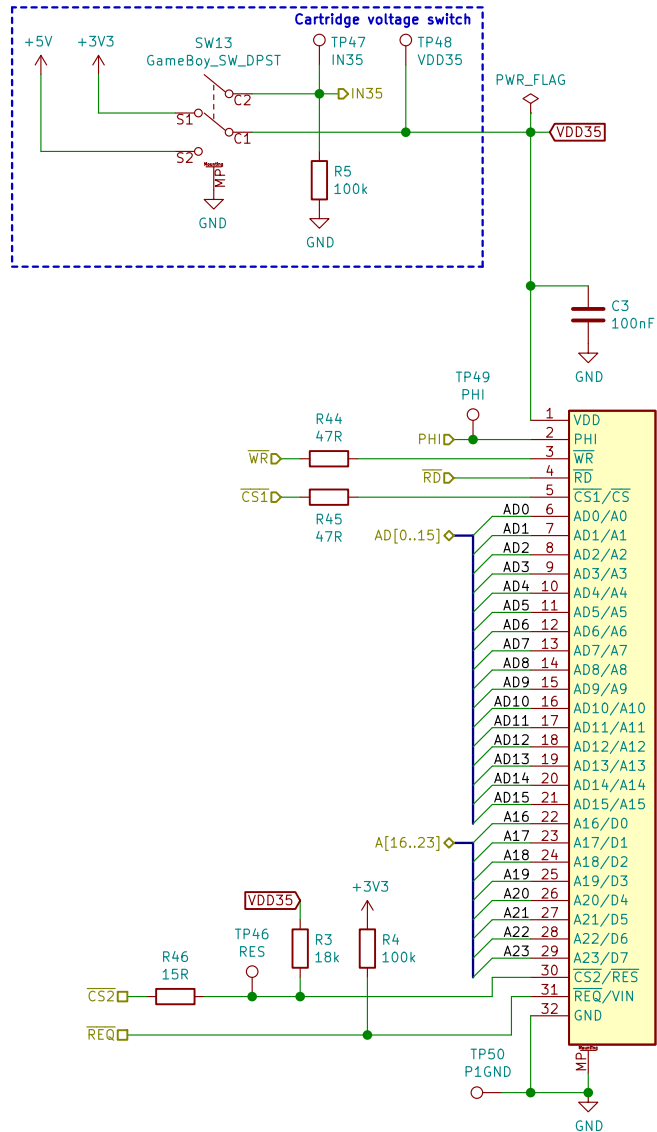 Cartridge voltage switch
+5V
+3V3
SW13
GameBoy_SW_DPST
TP47
IN35
TP48
VDD35
PWR_FLAG
C2
IN35
S1
C1
VDD35
S2
Mounting
MP
R5
100k
GND
GND
C3
100nF
GND
TP49
PHI
R44
47R
1 VDD
PHI 2 PHI
WR 3 WR
RD 4 RD
CS1 5 CS1/CS
R45
47R
AD0 6 AD0/A0
AD[0..15] AD1 7 AD1/A1
AD2 8 AD2/A2
AD3 9 AD3/A3
AD4 10 AD4/A4
AD5 11 AD5/A5
AD6 12 AD6/A6
AD7 13 AD7/A7
AD8 14 AD8/A8
AD9 15 AD9/A9
AD10 16 AD10/A10
AD11 17 AD11/A11
AD12 18 AD12/A12
AD13 19 AD13/A13
AD14 20 AD14/A14
AD15 21 AD15/A15
A16 22 A16/D0
A[16..23] A17 23 A17/D1
A18 24 A18/D2
A19 25 A19/D3
A20 26 A20/D4
A21 27 A21/D5
A22 28 A22/D6
A23 29 A23/D7
30 CS2/RES
31 REQ/VIN
32 GND
VDD35
+3V3
TP46
RES
R3
18k
R4
100k
R46
15R
CS2
REQ
Mounting
MP
TP50
P1GND
GND